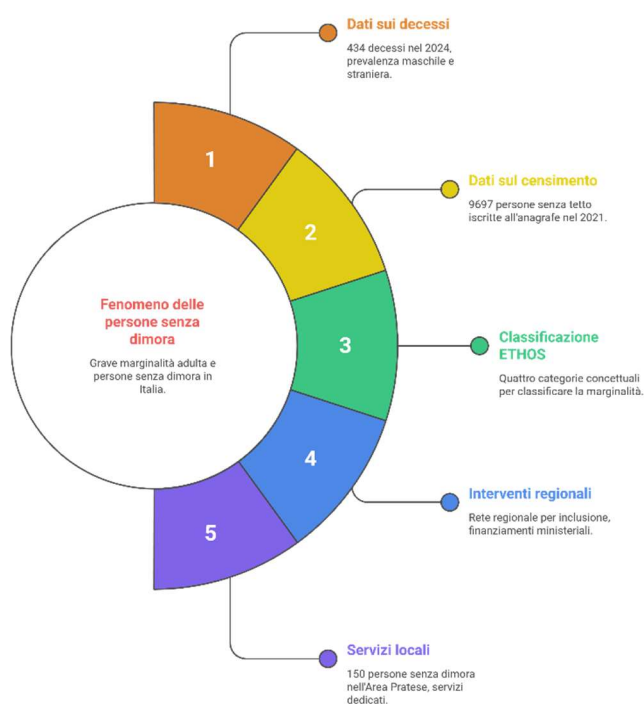 Dati sui decessi
434 decessi nel 2024,
prevalenza maschile e
straniera.
1
Dati sul censimento
9697 persone senza tetto
iscritte all'anagrafe nel 2021.
2
Fenomeno delle
persone senza
dimora
Grave marginalità adulta e
persone senza dimora in
Italia.
3
Classificazione
ETHOS
Quattro categorie concettuali
per classificare la marginalità.
4
Interventi regionali
Rete regionale per inclusione,
finanziamenti ministeriali.
5
Servizi locali
150 persone senza dimora
nell'Area Pratese, servizi
dedicati.